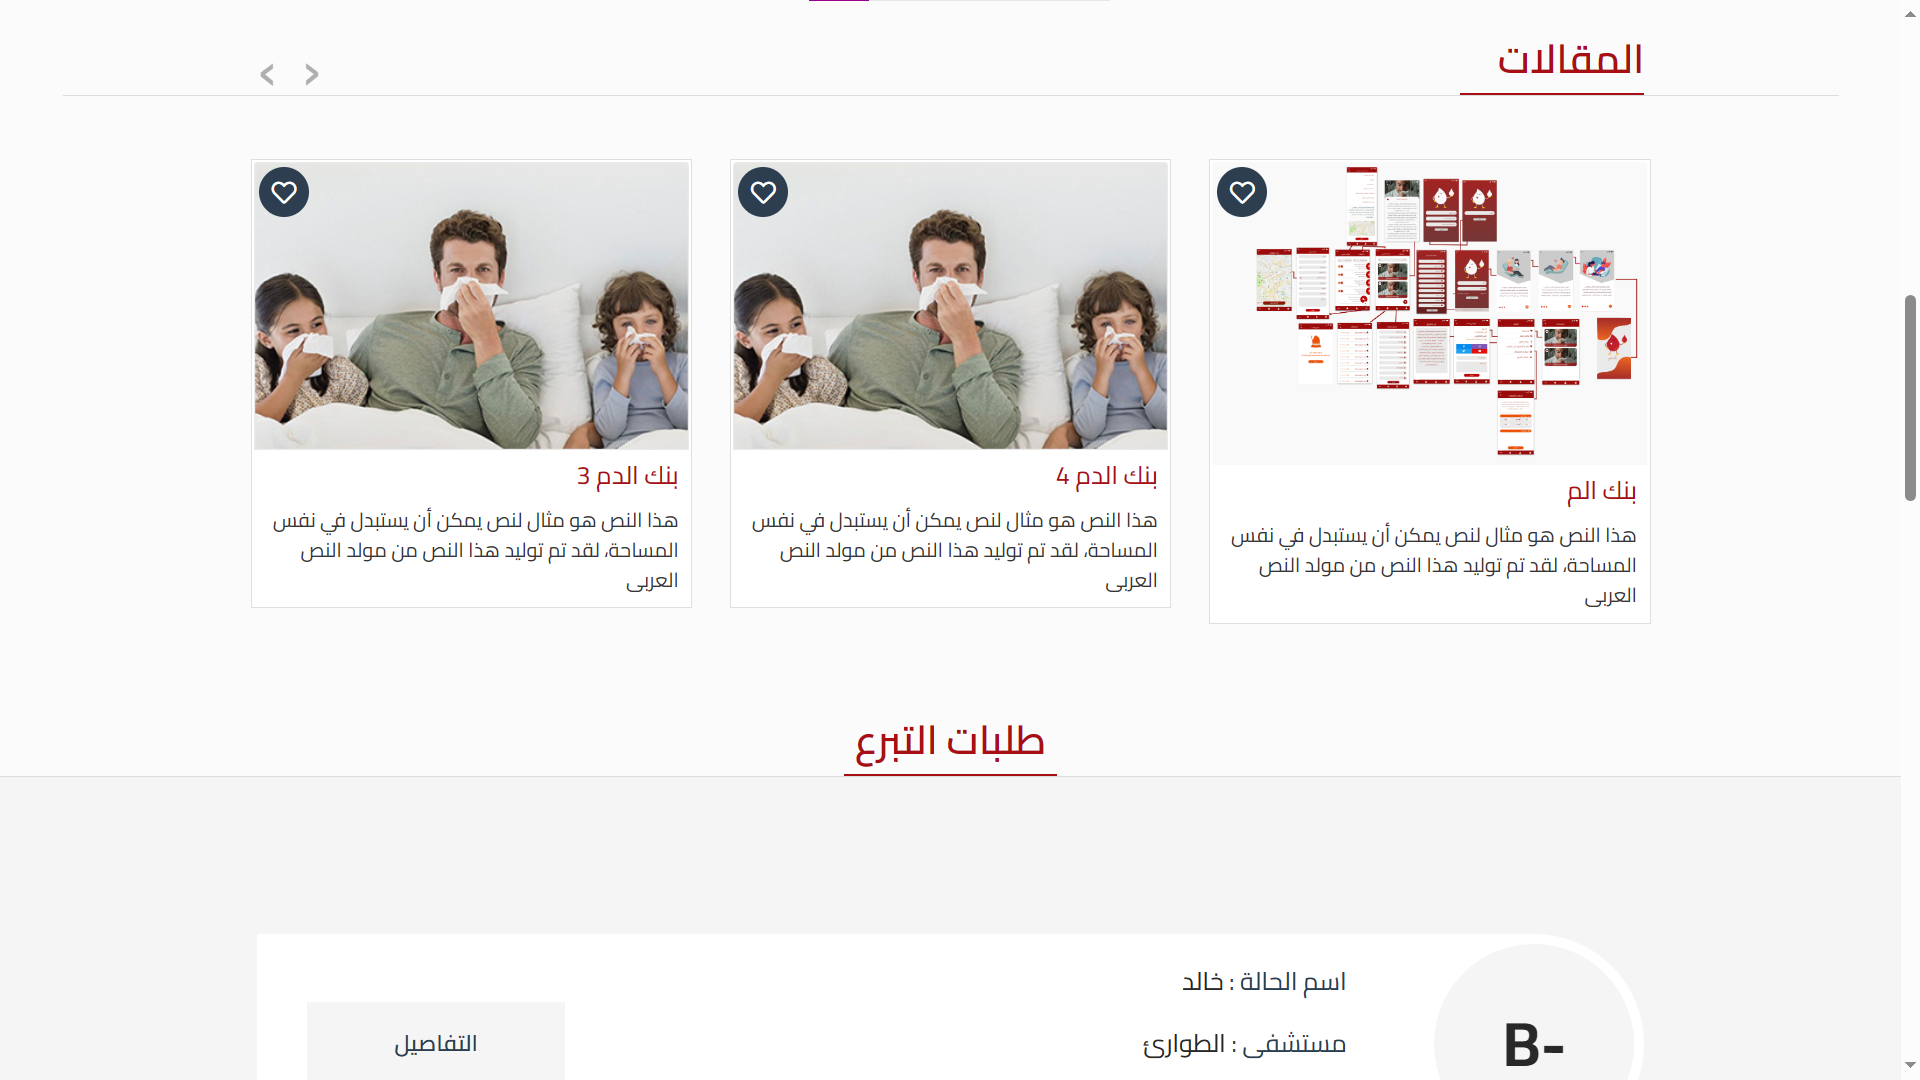 المقالات
بنك الم
هذا النص هو مثال لنص يمكن أن يستبدل في نفس
المساحة، لقد تم توليد هذا النص من مولد النص
العربى
بنك الدم 4
هذا النص هو مثال لنص يمكن أن يستبدل في نفس
المساحة، لقد تم توليد هذا النص من مولد النص
العربى
بنك الدم 3
هذا النص هو مثال لنص يمكن أن يستبدل في نفس
المساحة، لقد تم توليد هذا النص من مولد النص
العربى
طلبات التبرع
B-
اسم الحالة : خالد
مستشفى : الطوارئ
التفاصيل